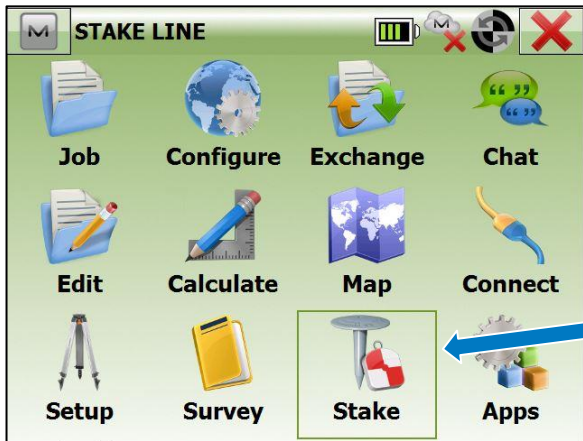 M STAKE LINE
Job Configure Exchange Chat
Edit Calculate Map Connect
Setup Survey Stake Apps